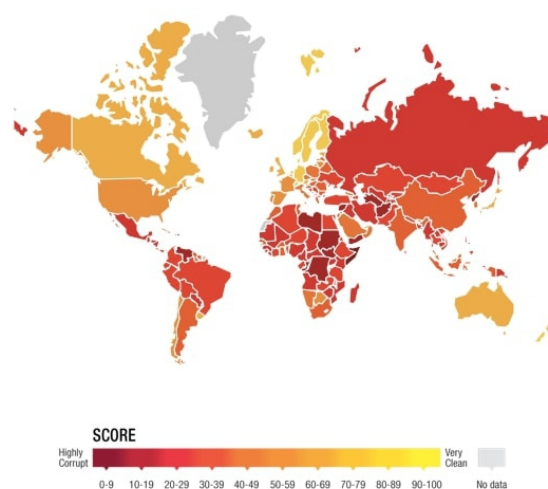 SCORE
Highly
Corrupt
Very
Clean
0-9 10-19 20-29 30-39 40-49 50-59 60-69 70-79 80-89 90-100 No data